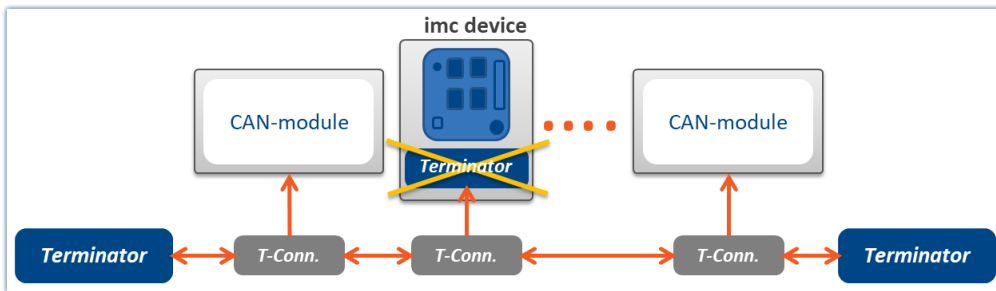 imc device
CAN-module
CAN-module
Terminator
Terminator
T-Conn.
T-Conn.
T-Conn.
Terminator